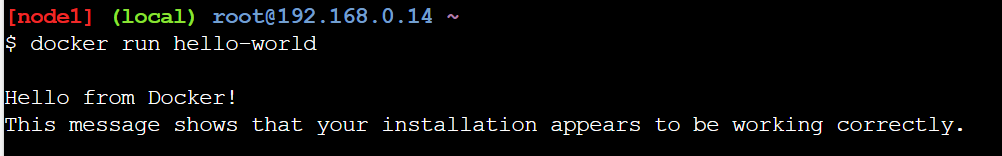 [node1] (local) root@192.168.0.14 ~
$ docker run hello-world
Hello from Docker!
This message shows that your installation appears to be working correctly.